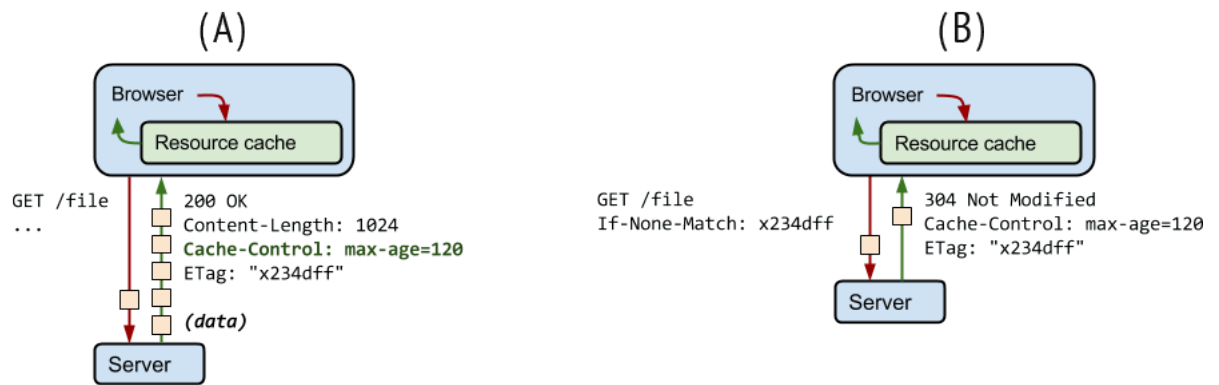 (A)
Browser
Resource cache
GET /file
...
200 OK
Content-Length: 1024
Cache-Control: max-age=120
ETag: "x234dff"
(data)
Server
(B)
Browser
Resource cache
GET /file
If-None-Match: x234dff
304 Not Modified
Cache-Control: max-age=120
ETag: "x234dff"
Server